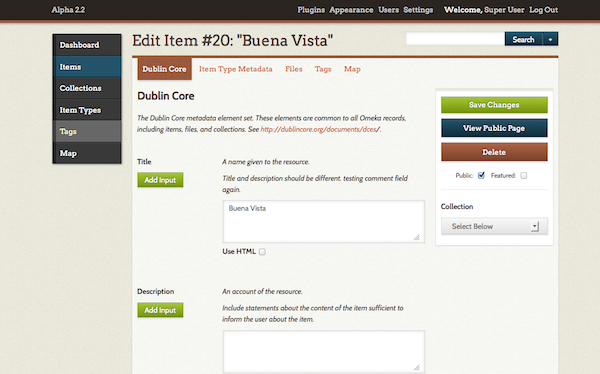 Alpha 2.2
Plugins Appearance Users Settings Welcome, Super User Log Out
Dashboard
Items
Collections
Item Types
Tags
Map
Edit Item #20: "Buena Vista"
Search
Dublin Core Item Type Metadata Files Tags Map
Dublin Core
The Dublin Core metadata element set. These elements are common to all Omeka records,
including items, files, and collections. See http://dublincore.org/documents/dces/.
Title
Add Input
A name given to the resource.
Title and description should be different. testing comment field
again.
Buena Vista
Use HTML
Description
Add Input
An account of the resource.
Include statements about the content of the item sufficient to
inform the user about the item.
Save Changes
View Public Page
Delete
Public: Featured:
Collection
Select Below